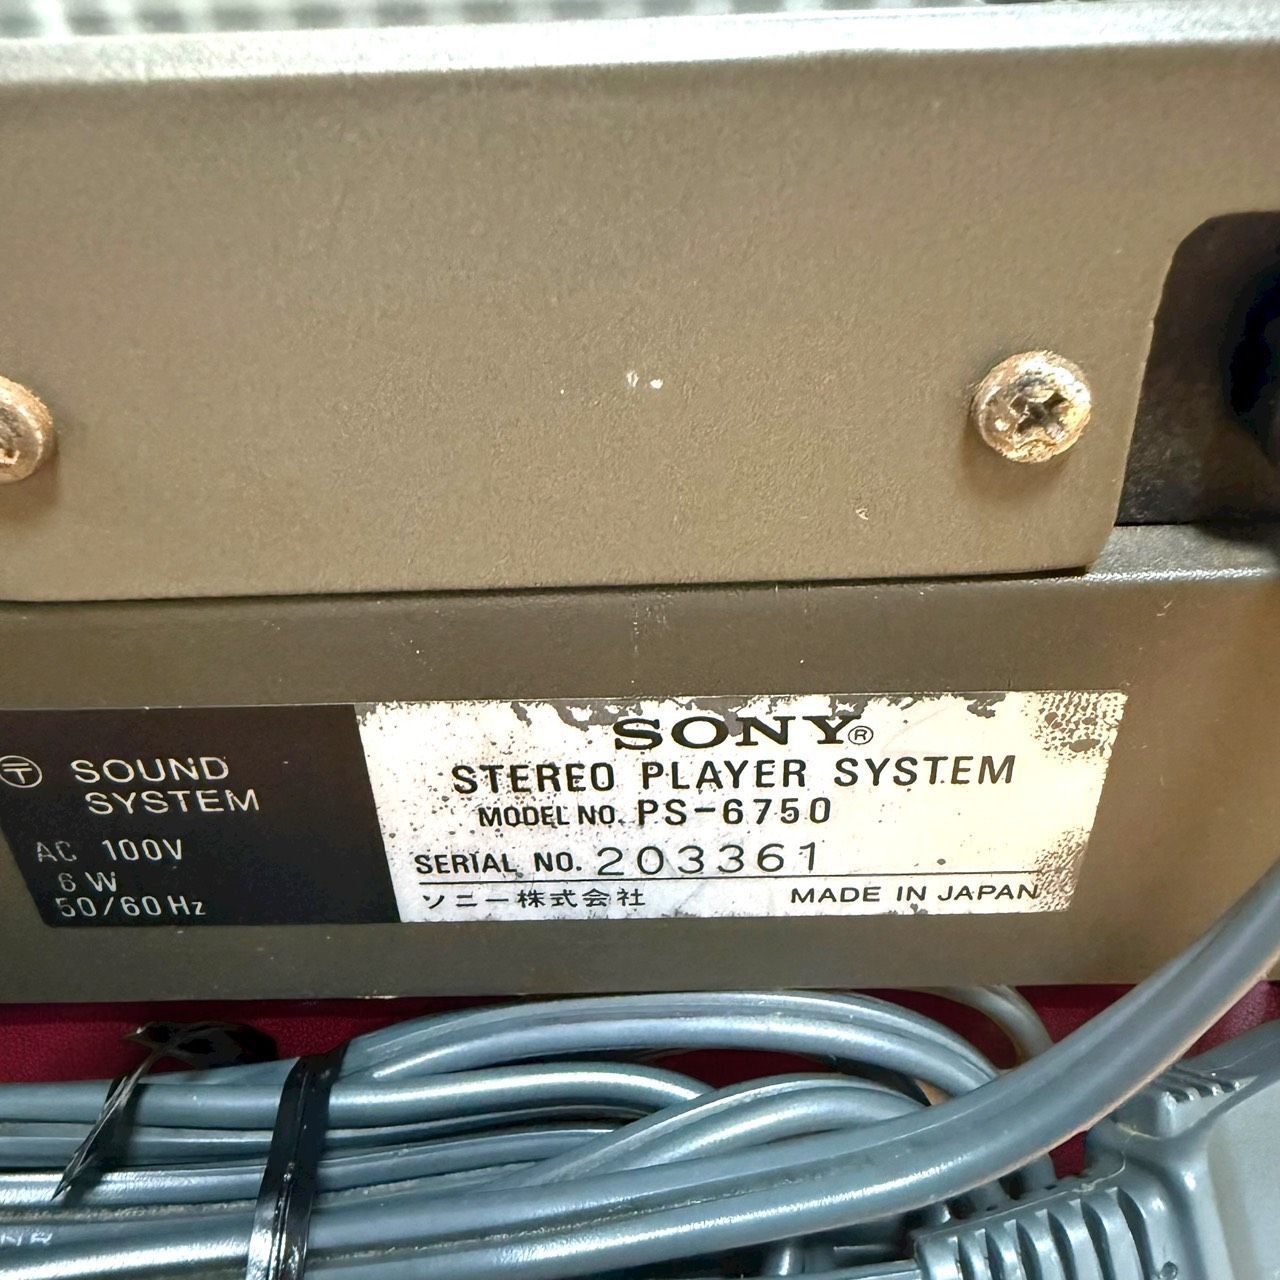 〒 SOUND
SYSTEM
AC 100V
6 W
50/60 Hz
SONY®
STEREO PLAYER SYSTEM
MODEL NO. PS-6750
SERIAL NO. 203361
ソニー株式会社 MADE IN JAPAN